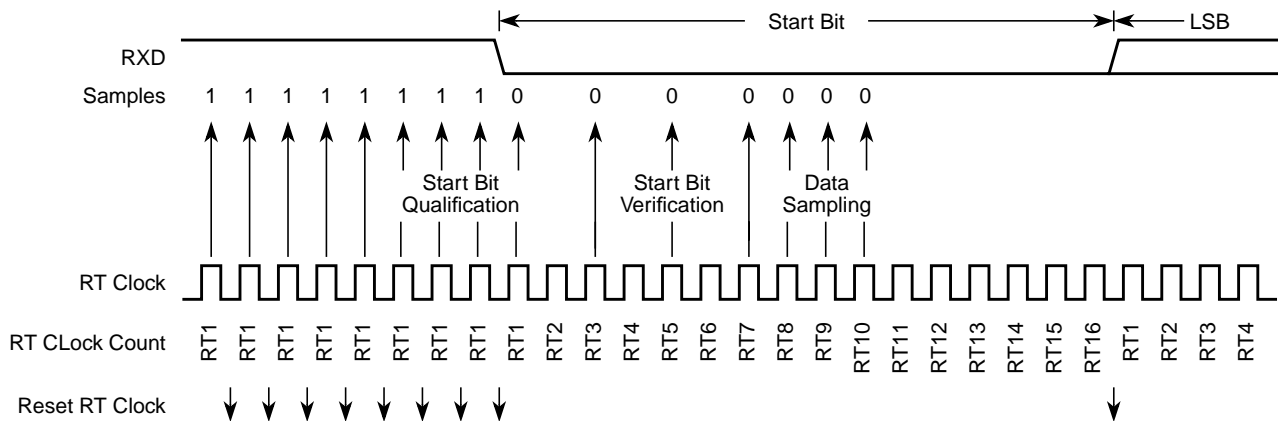 Start Bit LSB
RXD
Samples 1 1 1 1 1 1 1 1 0 0 0 0 0 0 0
Start Bit Qualification
Start Bit Verification
Data Sampling
RT Clock
RT CLock Count RT1 RT1 RT1 RT1 RT1 RT1 RT1 RT1 RT1 RT2 RT3 RT4 RT5 RT6 RT7 RT8 RT9 RT10 RT11 RT12 RT13 RT14 RT15 RT16 RT1 RT2 RT3 RT4
Reset RT Clock